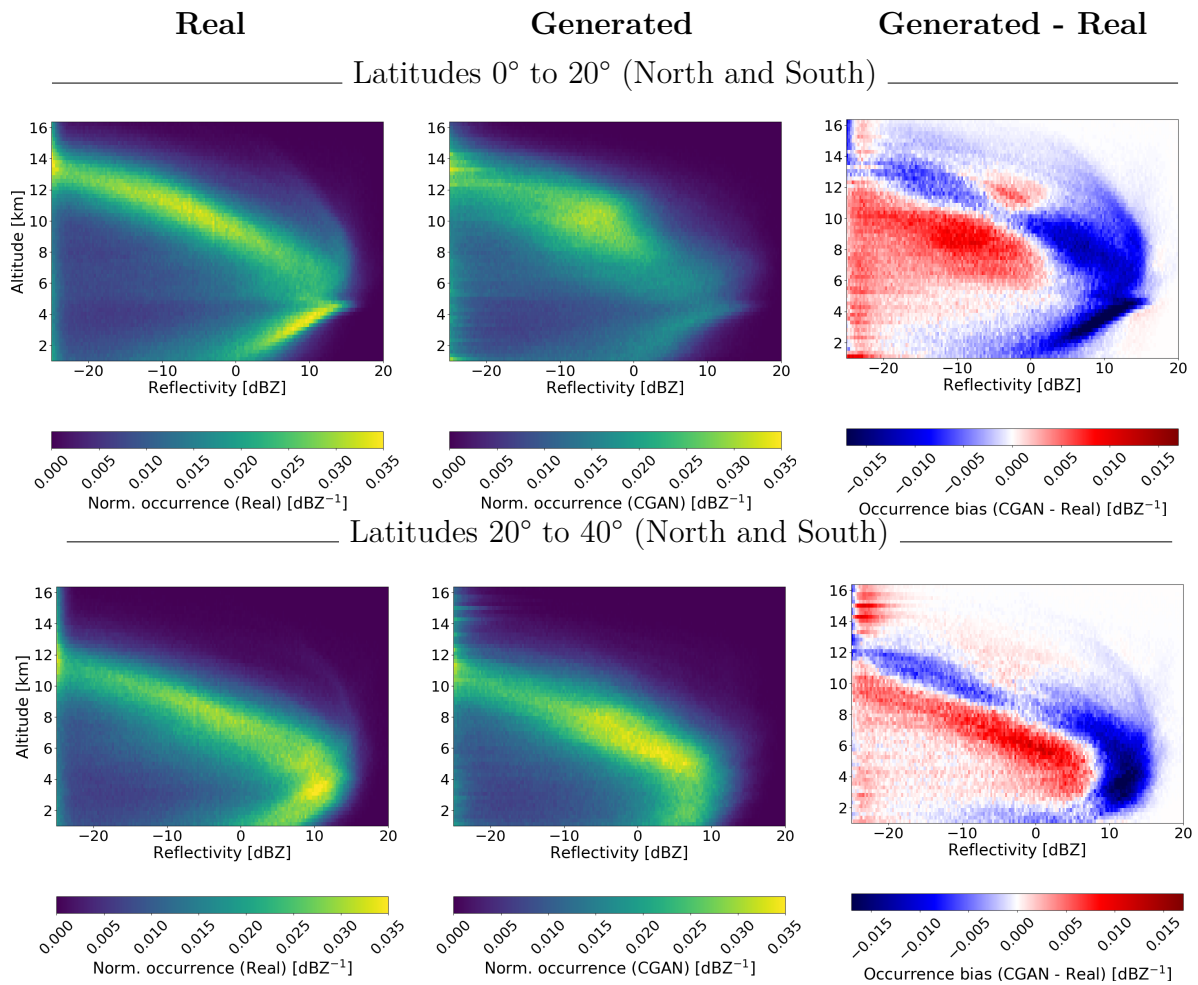 Real Generated Generated - Real
Latitudes 0° to 20° (North and South)
16 14 12 10 8 6 4 2
Altitude [km]
−20 −10 0 10 20
Reflectivity [dBZ]
16 14 12 10 8 6 4 2
−20 −10 0 10 20
Reflectivity [dBZ]
16 14 12 10 8 6 4 2
−20 −10 0 10 20
Reflectivity [dBZ]
0.000 0.005 0.010 0.015 0.020 0.025 0.030 0.035
Norm. occurrence (Real) [dBZ⁻¹]
0.000 0.005 0.010 0.015 0.020 0.025 0.030 0.035
Norm. occurrence (CGAN) [dBZ⁻¹]
−0.015 −0.010 −0.005 0.000 0.005 0.010 0.015
Occurrence bias (CGAN - Real) [dBZ⁻¹]
Latitudes 20° to 40° (North and South)
16 14 12 10 8 6 4 2
Altitude [km]
−20 −10 0 10 20
Reflectivity [dBZ]
16 14 12 10 8 6 4 2
−20 −10 0 10 20
Reflectivity [dBZ]
16 14 12 10 8 6 4 2
−20 −10 0 10 20
Reflectivity [dBZ]
0.000 0.005 0.010 0.015 0.020 0.025 0.030 0.035
Norm. occurrence (Real) [dBZ⁻¹]
0.000 0.005 0.010 0.015 0.020 0.025 0.030 0.035
Norm. occurrence (CGAN) [dBZ⁻¹]
−0.015 −0.010 −0.005 0.000 0.005 0.010 0.015
Occurrence bias (CGAN - Real) [dBZ⁻¹]